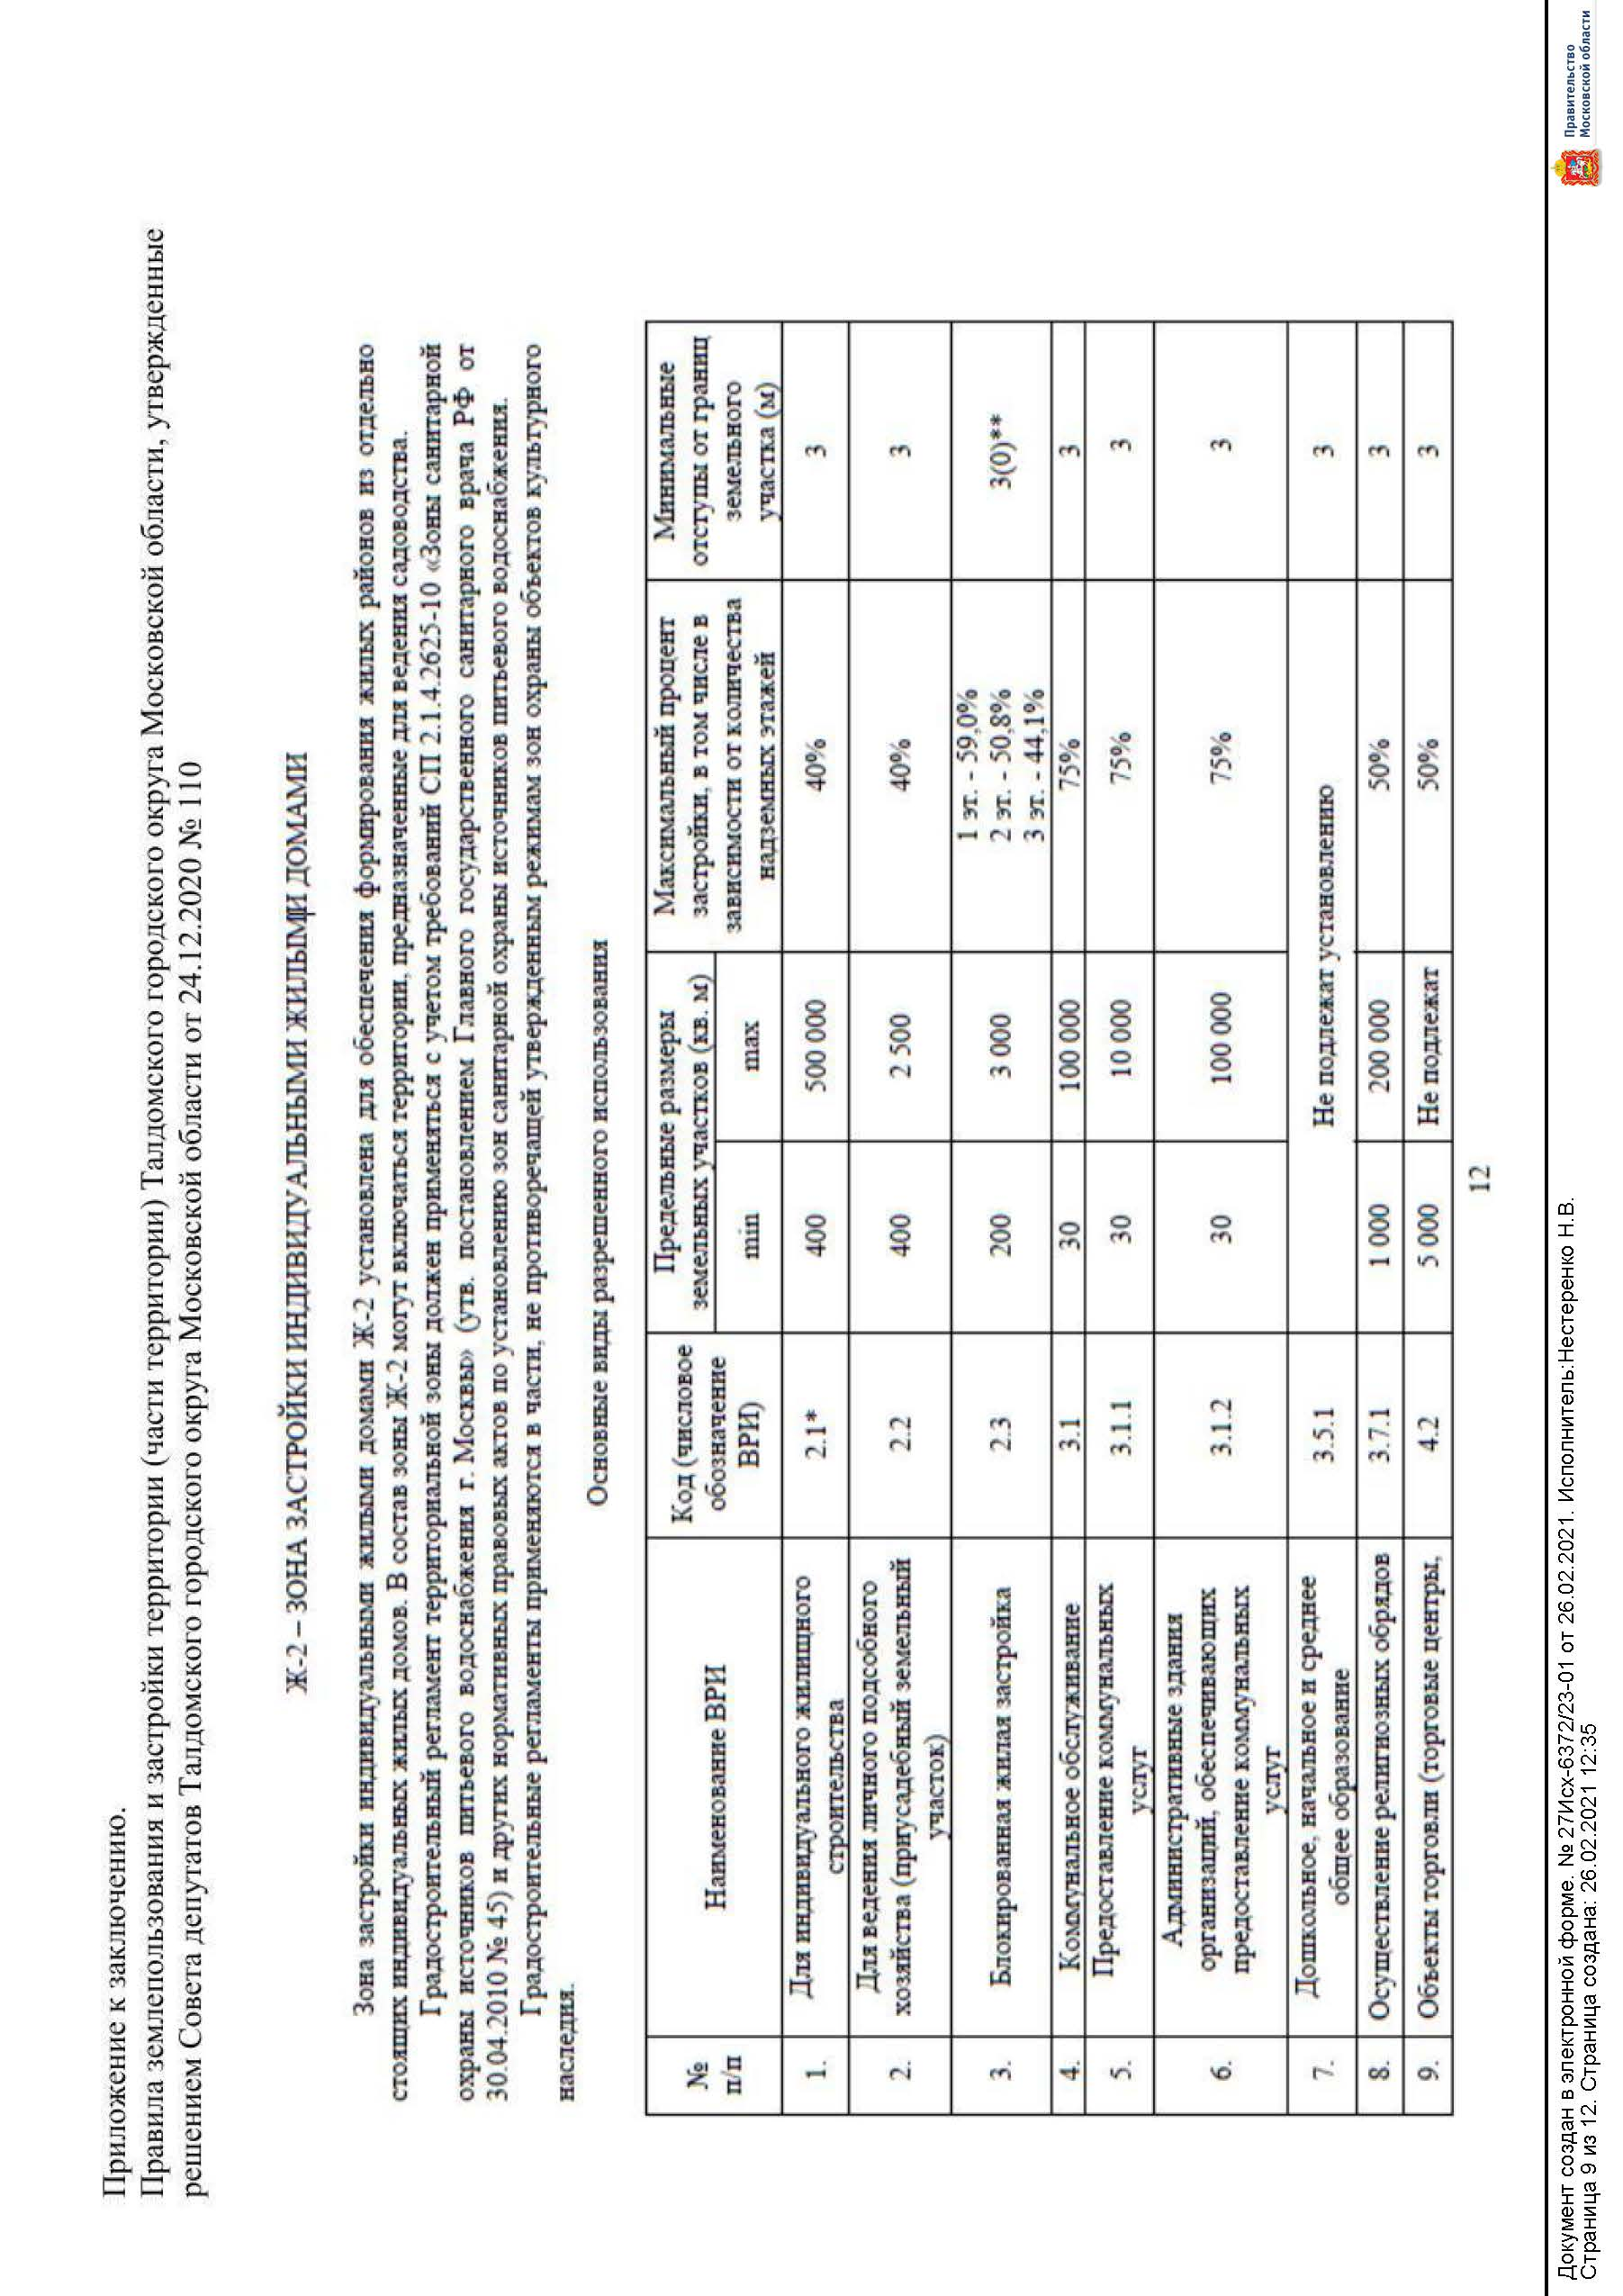 Приложение к заключению.
Правила землепользования и застройки территории (части территории) Талдомского городского округа Московской области, утвержденные
решением Совета депутатов Талдомского городского округа Московской области от 24.12.2020 № 110
Ж-2 – ЗОНА ЗАСТРОЙКИ ИНДИВИДУАЛЬНЫМИ ЖИЛЫМИ ДОМАМИ
Зона застройки индивидуальными жилыми домами Ж-2 установлена для обеспечения формирования жилых районов из отдельно
стоящих индивидуальных жилых домов. В состав зоны Ж-2 могут включаться территории, предназначенные для ведения садоводства.
Градостроительный регламент территориальной зоны должен применяться с учетом требований СП 2.1.4.2625-10 «Зоны санитарной
охраны источников питьевого водоснабжения г. Москвы» (утв. постановлением Главного государственного санитарного врача РФ от
30.04.2010 № 45) и других нормативных правовых актов по установлению зон санитарной охраны источников питьевого водоснабжения.
Градостроительные регламенты применяются в части, не противоречащей утвержденным режимам зон охраны объектов культурного
наследия.
Основные виды разрешенного использования
№ п/п Наименование ВРИ Код (числовое обозначение ВРИ) Предельные размеры земельных участков (кв. м) Максимальный процент застройки, в том числе в зависимости от количества надземных этажей Минимальные отступы от границ земельного участка (м)
min max
1. Для индивидуального жилищного строительства 2.1* 400 500 000 40% 3
2. Для ведения личного подсобного хозяйства (приусадебный земельный участок) 2.2 400 2 500 40% 3
3. Блокированная жилая застройка 2.3 200 3 000 1 эт. - 59,0% 2 эт. - 50,8% 3 эт. - 44,1% 3(0)**
4. Коммунальное обслуживание 3.1 30 100 000 75% 3
5. Предоставление коммунальных услуг 3.1.1 30 10 000 75% 3
6. Административные здания организаций, обеспечивающих предоставление коммунальных услуг 3.1.2 30 100 000 75% 3
7. Дошкольное, начальное и среднее общее образование 3.5.1 Не подлежат установлению 3
8. Осуществление религиозных обрядов 3.7.1 1 000 200 000 50% 3
9. Объекты торговли (торговые центры, 4.2 5 000 Не подлежат 50% 3
12
Документ создан в электронной форме. № 27Исх-6372/23-01 от 26.02.2021. Исполнитель:Нестеренко Н.В.
Страница 9 из 12. Страница создана: 26.02.2021 12:35
Правительство
Московской области